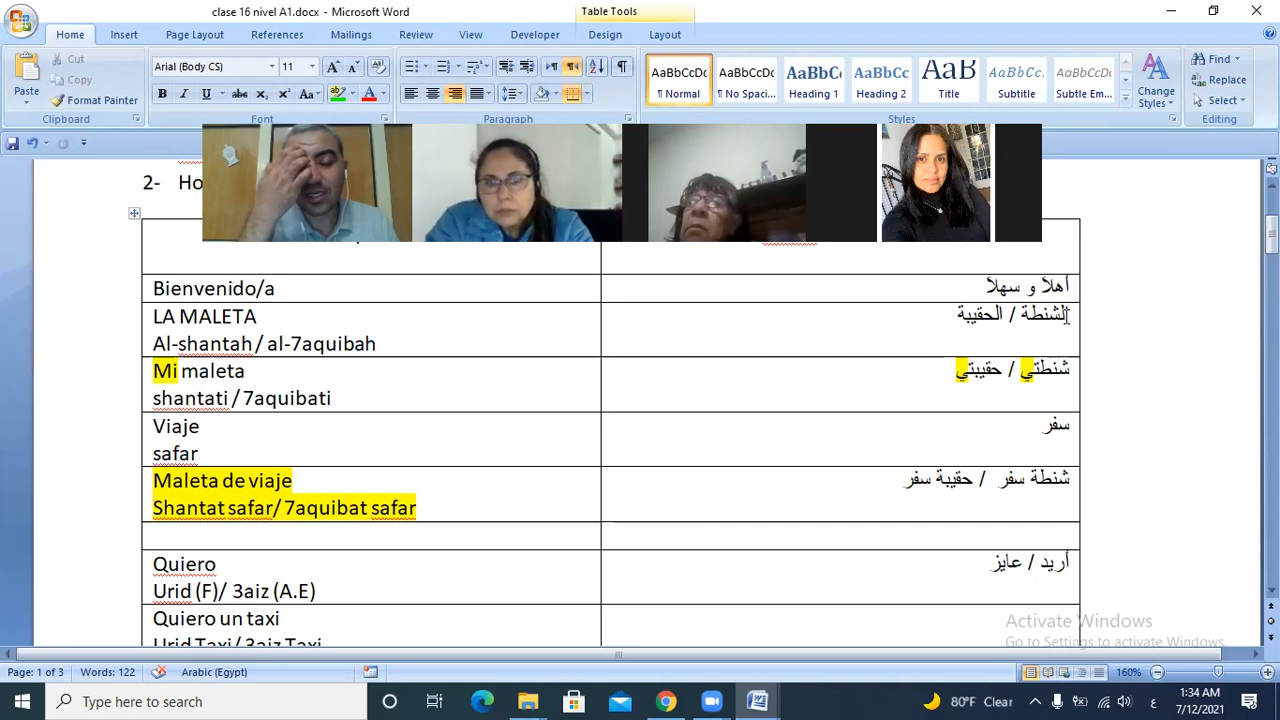 clase 16 nivel A1.docx - Microsoft Word
Table Tools
Home Insert Page Layout References Mailings Review View Developer Design Layout
Cut
Copy
Format Painter
Paste
Clipboard
Arial (Body CS) 11
Font
Paragraph
AaBbCcDc AaBbCcDc AaBbC AaBbCc AaB AaBbCc. AaBbCcDc
¶ Normal ¶ No Spaci... Heading 1 Heading 2 Title Subtitle Subtle Em...
Change
Styles
Styles
Find
Replace
Select
Editing
2- Ho
Bienvenido/a
أهلاً و سهلاً
LA MALETA
Al-shantah / al-7aquibah
الشنطة / الحقيبة
Mi maleta
shantati / 7aquibati
شنطتي / حقيبتي
Viaje
safar
سفر
Maleta de viaje
Shantat safar/ 7aquibat safar
شنطة سفر / حقيبة سفر
Quiero
Urid (F)/ 3aiz (A.E)
أريد / عايز
Quiero un taxi
Urid Taxi / 3aiz Taxi
Activate Windows
Go to Settings to activate Windows.
Page: 1 of 3 Words: 122 Arabic (Egypt) 160%
Type here to search
80°F Clear
ع
1:34 AM
7/12/2021